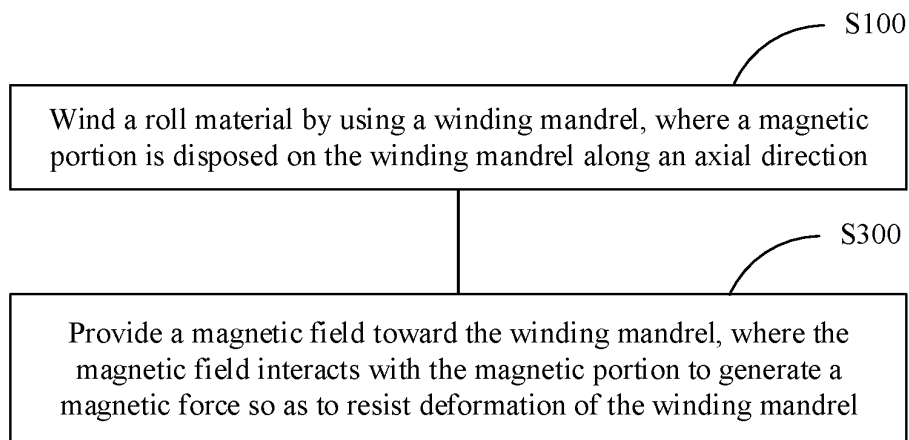 S100
Wind a roll material by using a winding mandrel, where a magnetic
portion is disposed on the winding mandrel along an axial direction
S300
Provide a magnetic field toward the winding mandrel, where the
magnetic field interacts with the magnetic portion to generate a
magnetic force so as to resist deformation of the winding mandrel